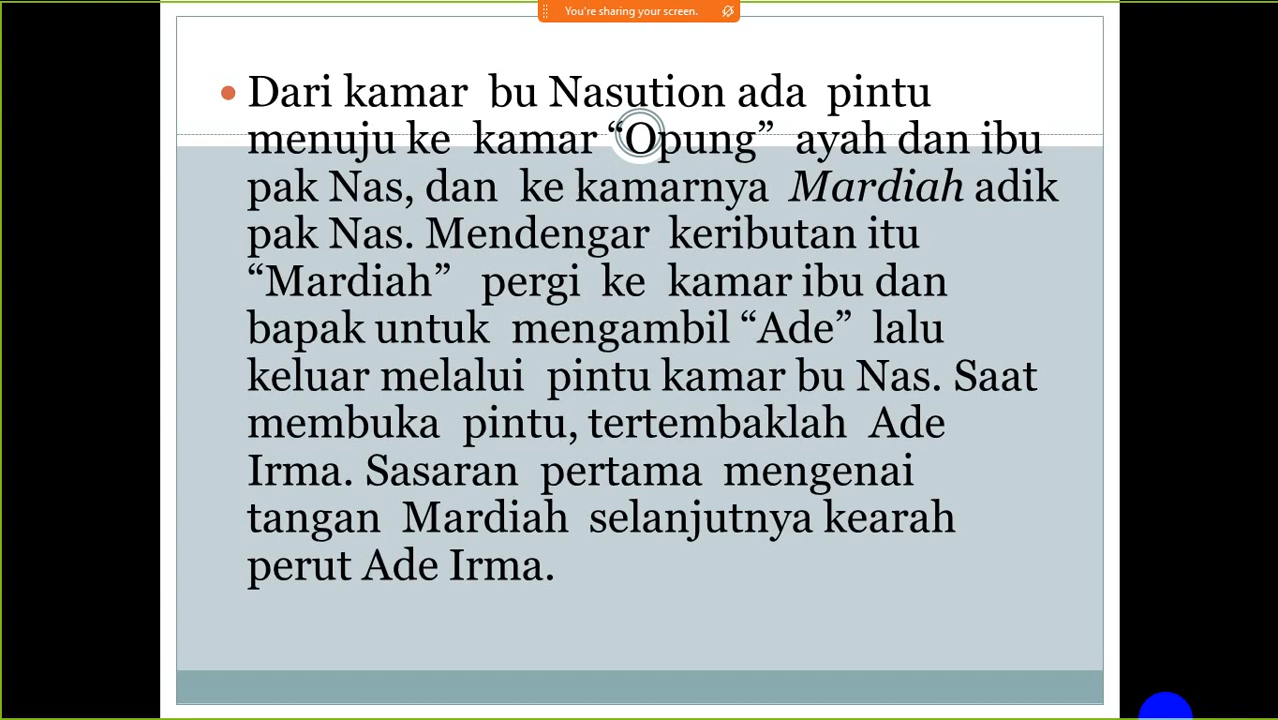 You're sharing your screen.
Dari kamar bu Nasution ada pintu
menuju ke kamar “Opung” ayah dan ibu
pak Nas, dan ke kamarnya Mardiah adik
pak Nas. Mendengar keributan itu
“Mardiah” pergi ke kamar ibu dan
bapak untuk mengambil “Ade” lalu
keluar melalui pintu kamar bu Nas. Saat
membuka pintu, tertembaklah Ade
Irma. Sasaran pertama mengenai
tangan Mardiah selanjutnya kearah
perut Ade Irma.